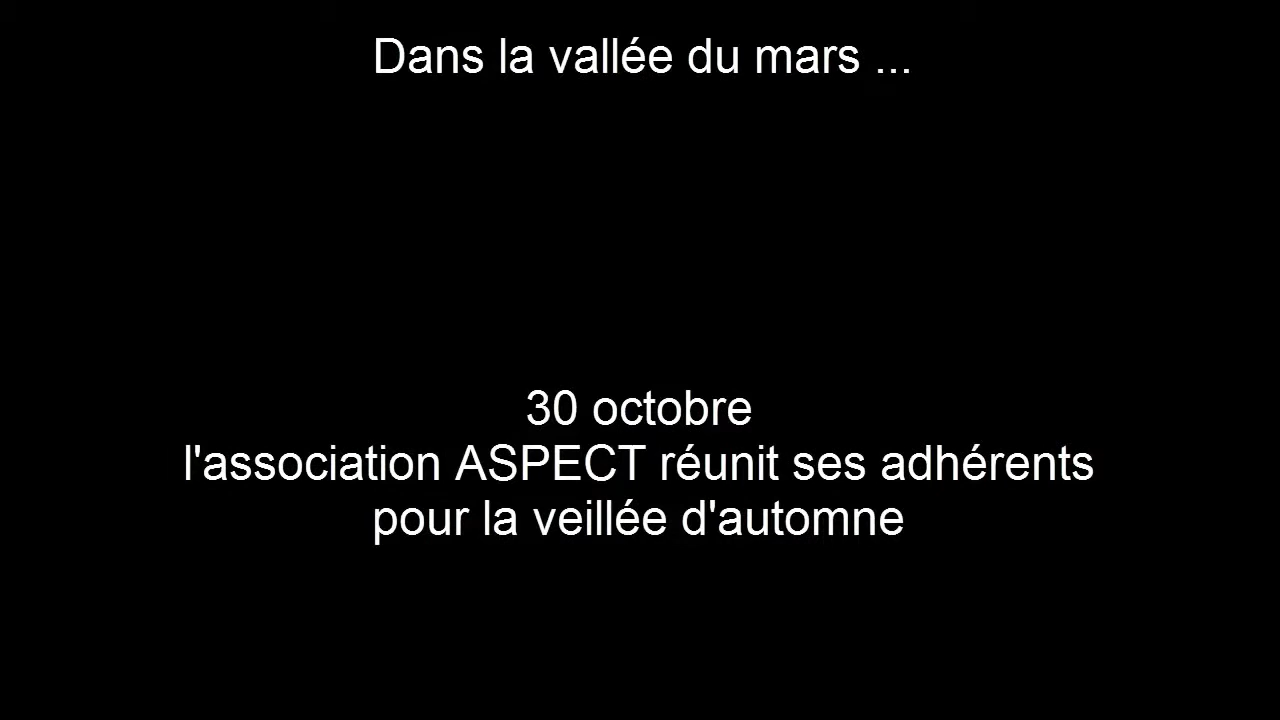 Dans la vallée du mars ...
30 octobre
l'association ASPECT réunit ses adhérents
pour la veillée d'automne